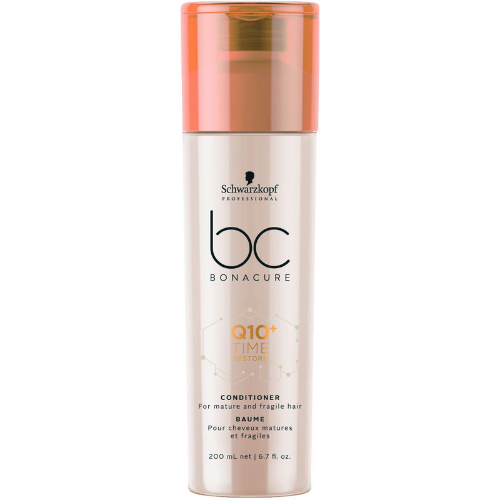 Schwarzkopf
PROFESSIONAL
bc
BONACURE
Q10+
TIME
RESTORE
CONDITIONER
For mature and fragile hair
BAUME
Pour cheveux matures
et fragiles
200 mL net | 6.7 fl. oz.